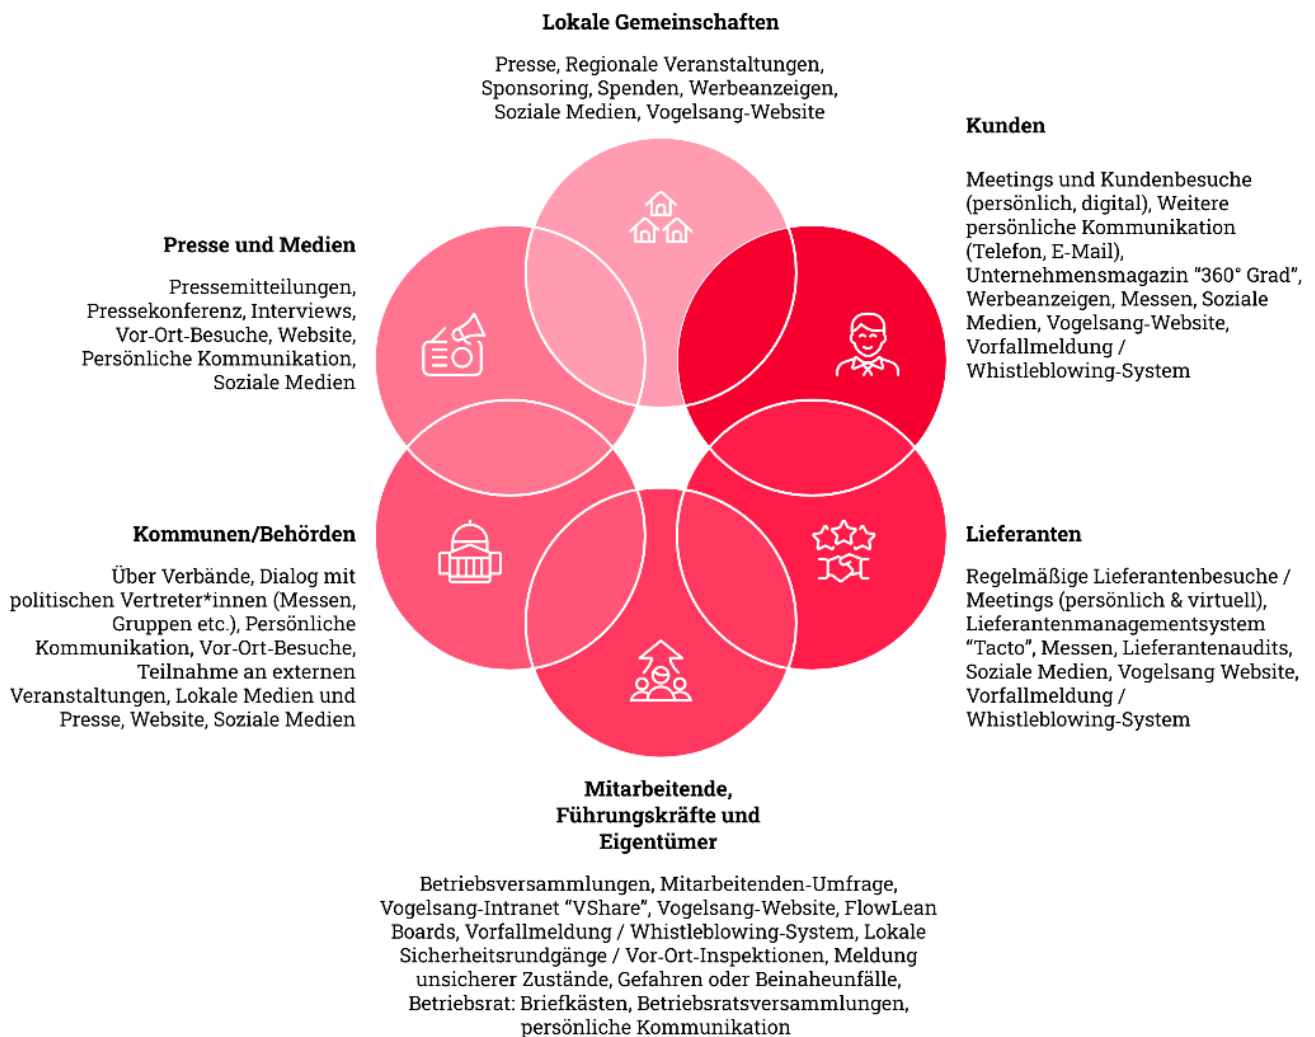 Lokale Gemeinschaften
Presse, Regionale Veranstaltungen,
Sponsoring, Spenden, Werbeanzeigen,
Soziale Medien, Vogelsang-Website
Kunden
Meetings und Kundenbesuche
(persönlich, digital), Weitere
persönliche Kommunikation
(Telefon, E-Mail),
Unternehmensmagazin “360° Grad”,
Werbeanzeigen, Messen, Soziale
Medien, Vogelsang-Website,
Vorfallmeldung /
Whistleblowing-System
Presse und Medien
Pressemitteilungen,
Pressekonferenz, Interviews,
Vor-Ort-Besuche, Website,
Persönliche Kommunikation,
Soziale Medien
Kommunen/Behörden
Über Verbände, Dialog mit
politischen Vertreter*innen (Messen,
Gruppen etc.), Persönliche
Kommunikation, Vor-Ort-Besuche,
Teilnahme an externen
Veranstaltungen, Lokale Medien und
Presse, Website, Soziale Medien
Lieferanten
Regelmäßige Lieferantenbesuche /
Meetings (persönlich & virtuell),
Lieferantenmanagementsystem
“Tacto”, Messen, Lieferantenaudits,
Soziale Medien, Vogelsang Website,
Vorfallmeldung /
Whistleblowing-System
Mitarbeitende,
Führungskräfte und
Eigentümer
Betriebsversammlungen, Mitarbeitenden-Umfrage,
Vogelsang-Intranet “VShare”, Vogelsang-Website, FlowLean
Boards, Vorfallmeldung / Whistleblowing-System, Lokale
Sicherheitsrundgänge / Vor-Ort-Inspektionen, Meldung
unsicherer Zustände, Gefahren oder Beinaheunfälle,
Betriebsrat: Briefkästen, Betriebsratsversammlungen,
persönliche Kommunikation